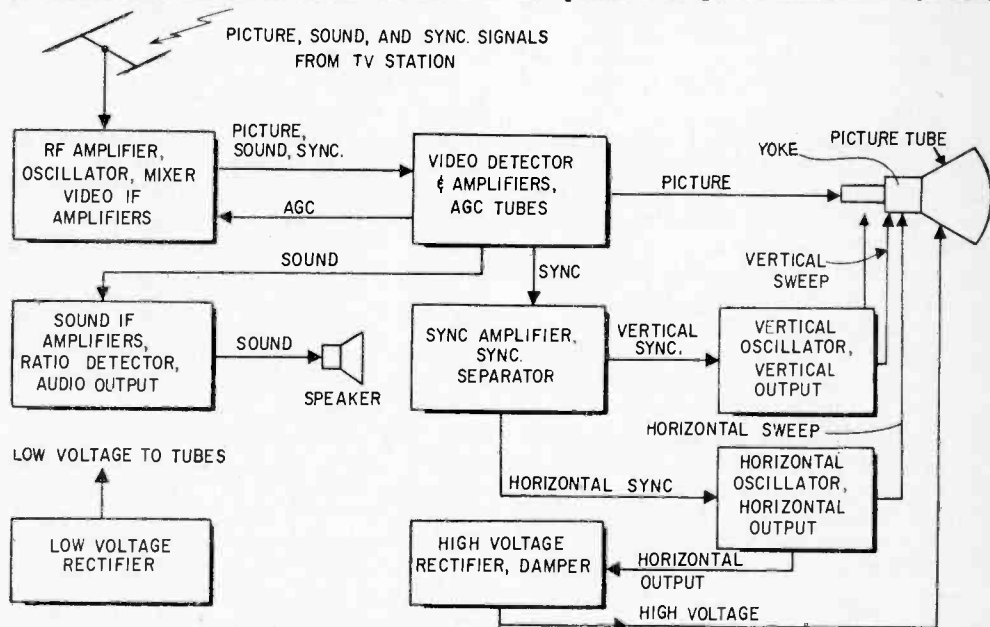 PICTURE, SOUND, AND SYNC. SIGNALS
FROM TV STATION
RF AMPLIFIER,
OSCILLATOR, MIXER
VIDEO IF
AMPLIFIERS
PICTURE,
SOUND, SYNC.
AGC
VIDEO DETECTOR
& AMPLIFIERS,
AGC TUBES
PICTURE
YOKE
PICTURE TUBE
SOUND
SYNC
VERTICAL
SWEEP
SOUND IF
AMPLIFIERS,
RATIO DETECTOR,
AUDIO OUTPUT
SOUND
SPEAKER
SYNC AMPLIFIER,
SYNC.
SEPARATOR
VERTICAL
SYNC.
VERTICAL
OSCILLATOR,
VERTICAL
OUTPUT
HORIZONTAL SWEEP
LOW VOLTAGE TO TUBES
HORIZONTAL SYNC
HORIZONTAL
OSCILLATOR,
HORIZONTAL
OUTPUT
LOW VOLTAGE
RECTIFIER
HIGH VOLTAGE
RECTIFIER, DAMPER
HORIZONTAL
OUTPUT
HIGH VOLTAGE